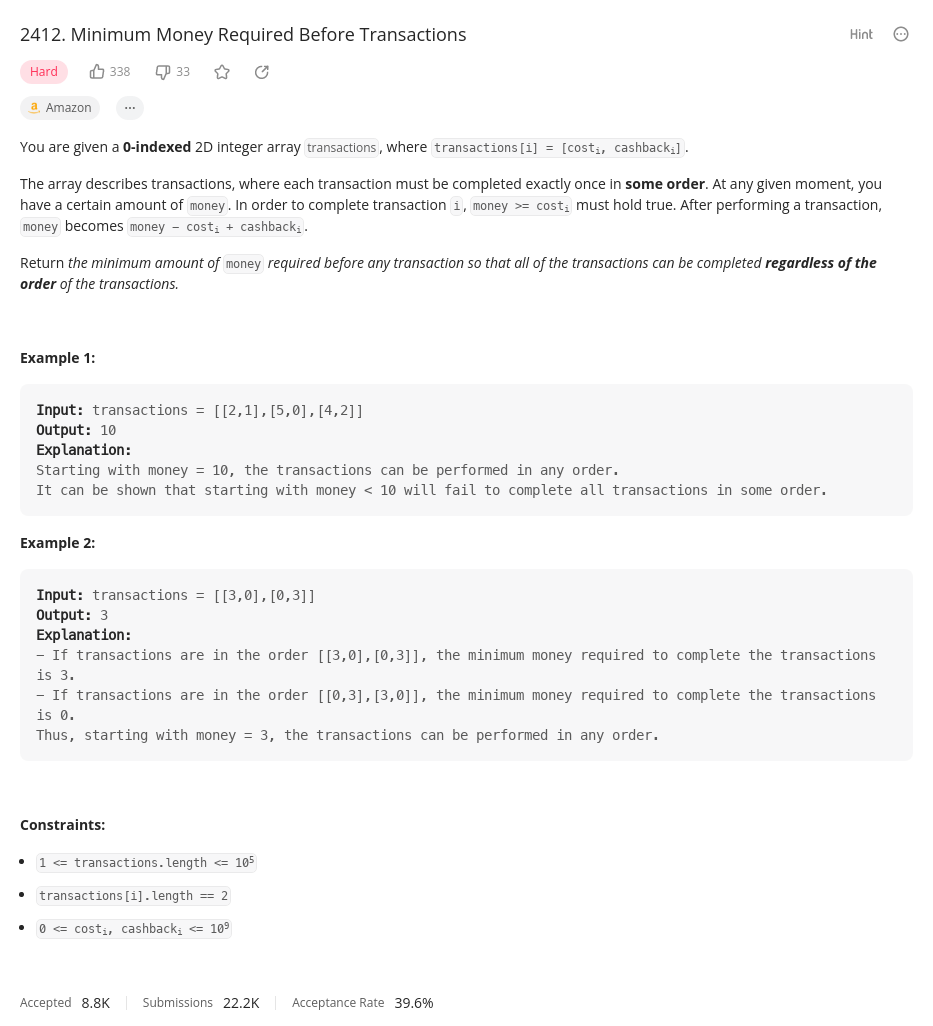 2412. Minimum Money Required Before Transactions
Hint
Hard
338
33
Amazon
You are given a 0-indexed 2D integer array transactions, where transactions[i] = [costi, cashbacki].
The array describes transactions, where each transaction must be completed exactly once in some order. At any given moment, you
have a certain amount of money. In order to complete transaction i, money >= costi must hold true. After performing a transaction,
money becomes money − costi + cashbacki.
Return the minimum amount of money required before any transaction so that all of the transactions can be completed regardless of the
order of the transactions.
Example 1:
Input: transactions = [[2,1],[5,0],[4,2]]
Output: 10
Explanation:
Starting with money = 10, the transactions can be performed in any order.
It can be shown that starting with money < 10 will fail to complete all transactions in some order.
Example 2:
Input: transactions = [[3,0],[0,3]]
Output: 3
Explanation:
− If transactions are in the order [[3,0],[0,3]], the minimum money required to complete the transactions
is 3.
− If transactions are in the order [[0,3],[3,0]], the minimum money required to complete the transactions
is 0.
Thus, starting with money = 3, the transactions can be performed in any order.
Constraints:
• 1 <= transactions.length <= 10⁵
• transactions[i].length == 2
• 0 <= costi, cashbacki <= 10⁹
Accepted 8.8K Submissions 22.2K Acceptance Rate 39.6%